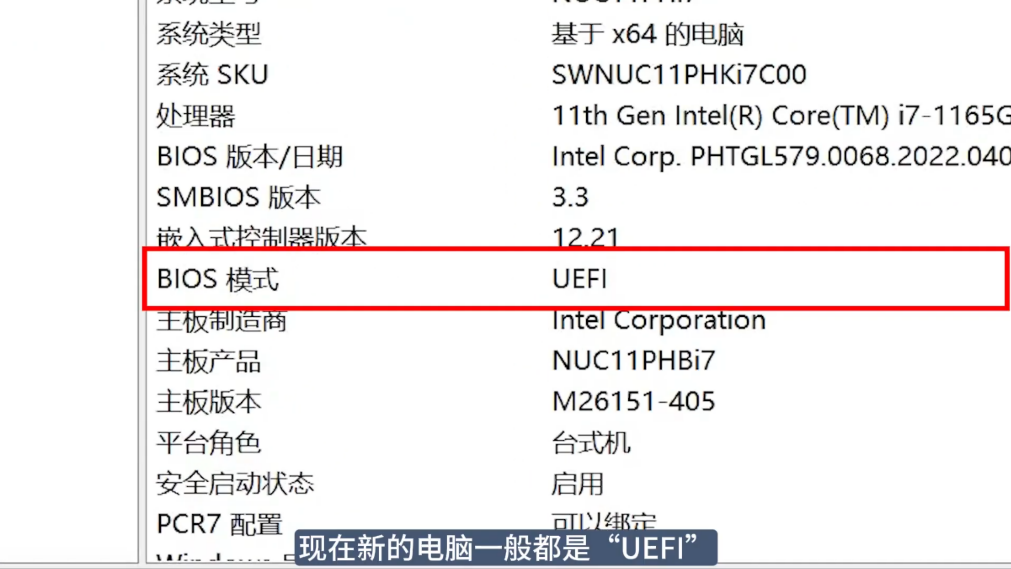 系统类型 基于 x64 的电脑
系统 SKU SWNUC11PHKi7C00
处理器 11th Gen Intel(R) Core(TM) i7-1165G
BIOS 版本/日期 Intel Corp. PHTGL579.0068.2022.040
SMBIOS 版本 3.3
嵌入式控制器版本 12.21
BIOS 模式 UEFI
主板制造商 Intel Corporation
主板产品 NUC11PHBi7
主板版本 M26151-405
平台角色 台式机
安全启动状态 启用
PCR7 配置 可以绑定
Windows
现在新的电脑一般都是“UEFI”